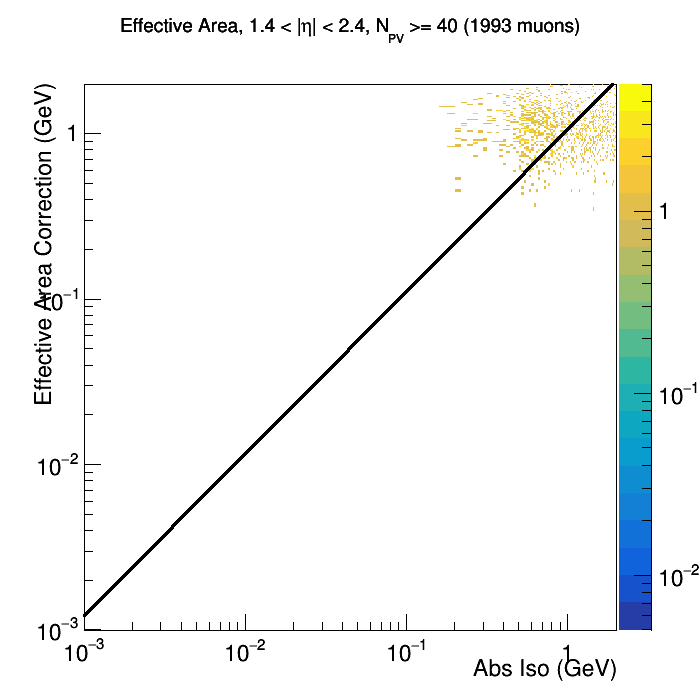 Effective Area, 1.4 < |η| < 2.4, N_PV >= 40 (1993 muons)
Effective Area Correction (GeV)
1
10⁻¹
10⁻²
10⁻³
10⁻³ 10⁻² 10⁻¹ 1
Abs Iso (GeV)
1
10⁻¹
10⁻²